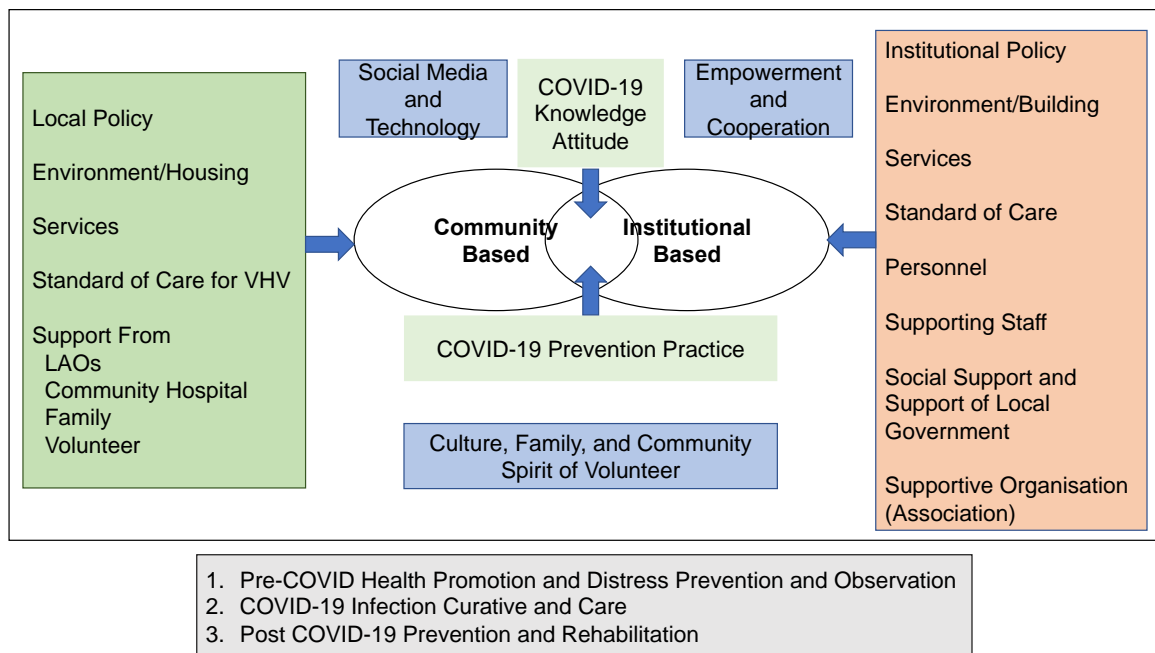 Local Policy
Environment/Housing
Services
Standard of Care for VHV
Support From
LAOs
Community Hospital
Family
Volunteer
Social Media
and
Technology
COVID-19
Knowledge
Attitude
Empowerment
and
Cooperation
Community
Based
Institutional
Based
COVID-19 Prevention Practice
Culture, Family, and Community
Spirit of Volunteer
Institutional Policy
Environment/Building
Services
Standard of Care
Personnel
Supporting Staff
Social Support and
Support of Local
Government
Supportive Organisation
(Association)
1. Pre-COVID Health Promotion and Distress Prevention and Observation
2. COVID-19 Infection Curative and Care
3. Post COVID-19 Prevention and Rehabilitation